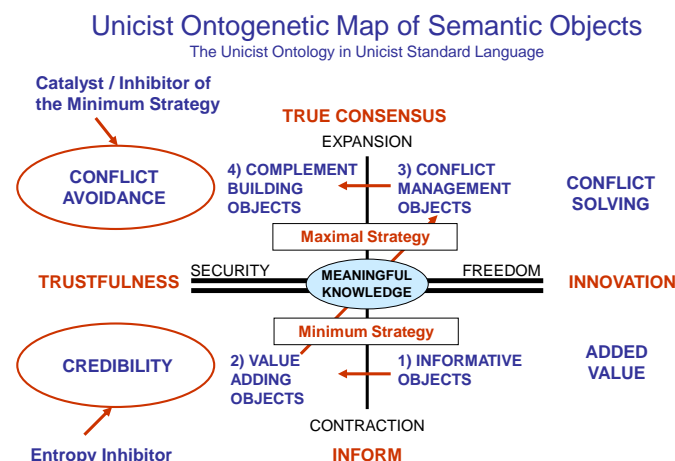 Unicist Ontogenetic Map of Semantic Objects
The Unicist Ontology in Unicist Standard Language
Catalyst / Inhibitor of
the Minimum Strategy
TRUE CONSENSUS
EXPANSION
CONFLICT
AVOIDANCE
4) COMPLEMENT
BUILDING
OBJECTS
3) CONFLICT
MANAGEMENT
OBJECTS
CONFLICT
SOLVING
Maximal Strategy
TRUSTFULNESS
SECURITY
MEANINGFUL
KNOWLEDGE
FREEDOM
INNOVATION
Minimum Strategy
CREDIBILITY
2) VALUE
ADDING
OBJECTS
1) INFORMATIVE
OBJECTS
ADDED
VALUE
CONTRACTION
Entropy Inhibitor
INFORM